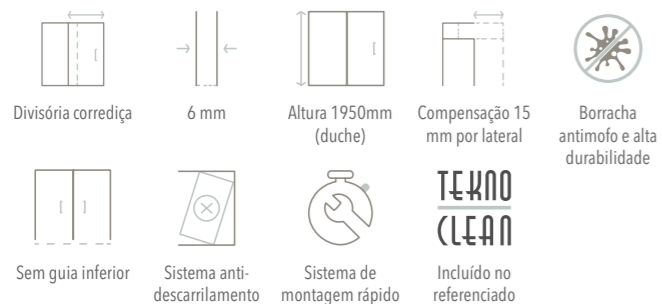 Divisória corrediça
6 mm
Altura 1950mm
(duche)
Compensação 15
mm por lateral
Borracha
antimofo e alta
durabilidade
Sem guia inferior
Sistema anti-
descarrilamento
Sistema de
montagem rápido
TEKNO
CLEAN
Incluído no
referenciado